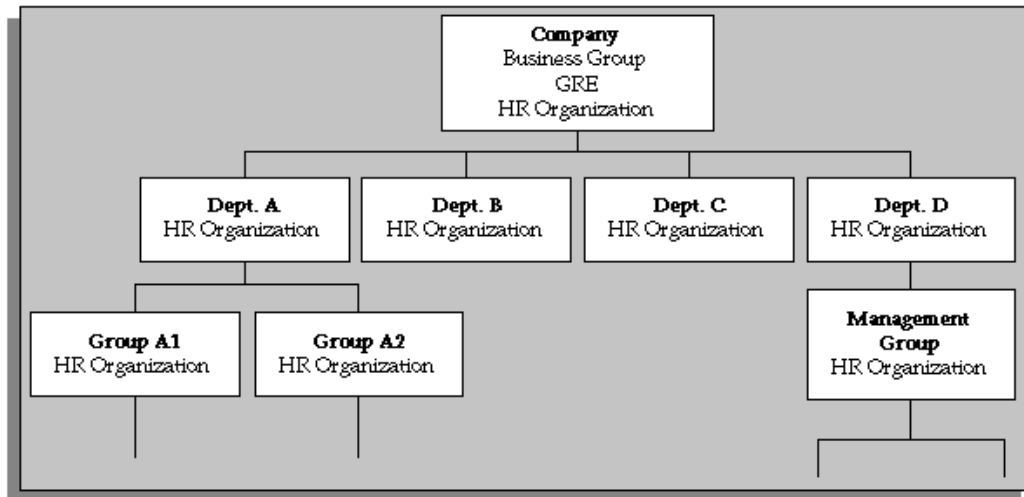 Company
Business Group
GRE
HR Organization
Dept. A
HR Organization
Dept. B
HR Organization
Dept. C
HR Organization
Dept. D
HR Organization
Group A1
HR Organization
Group A2
HR Organization
Management
Group
HR Organization